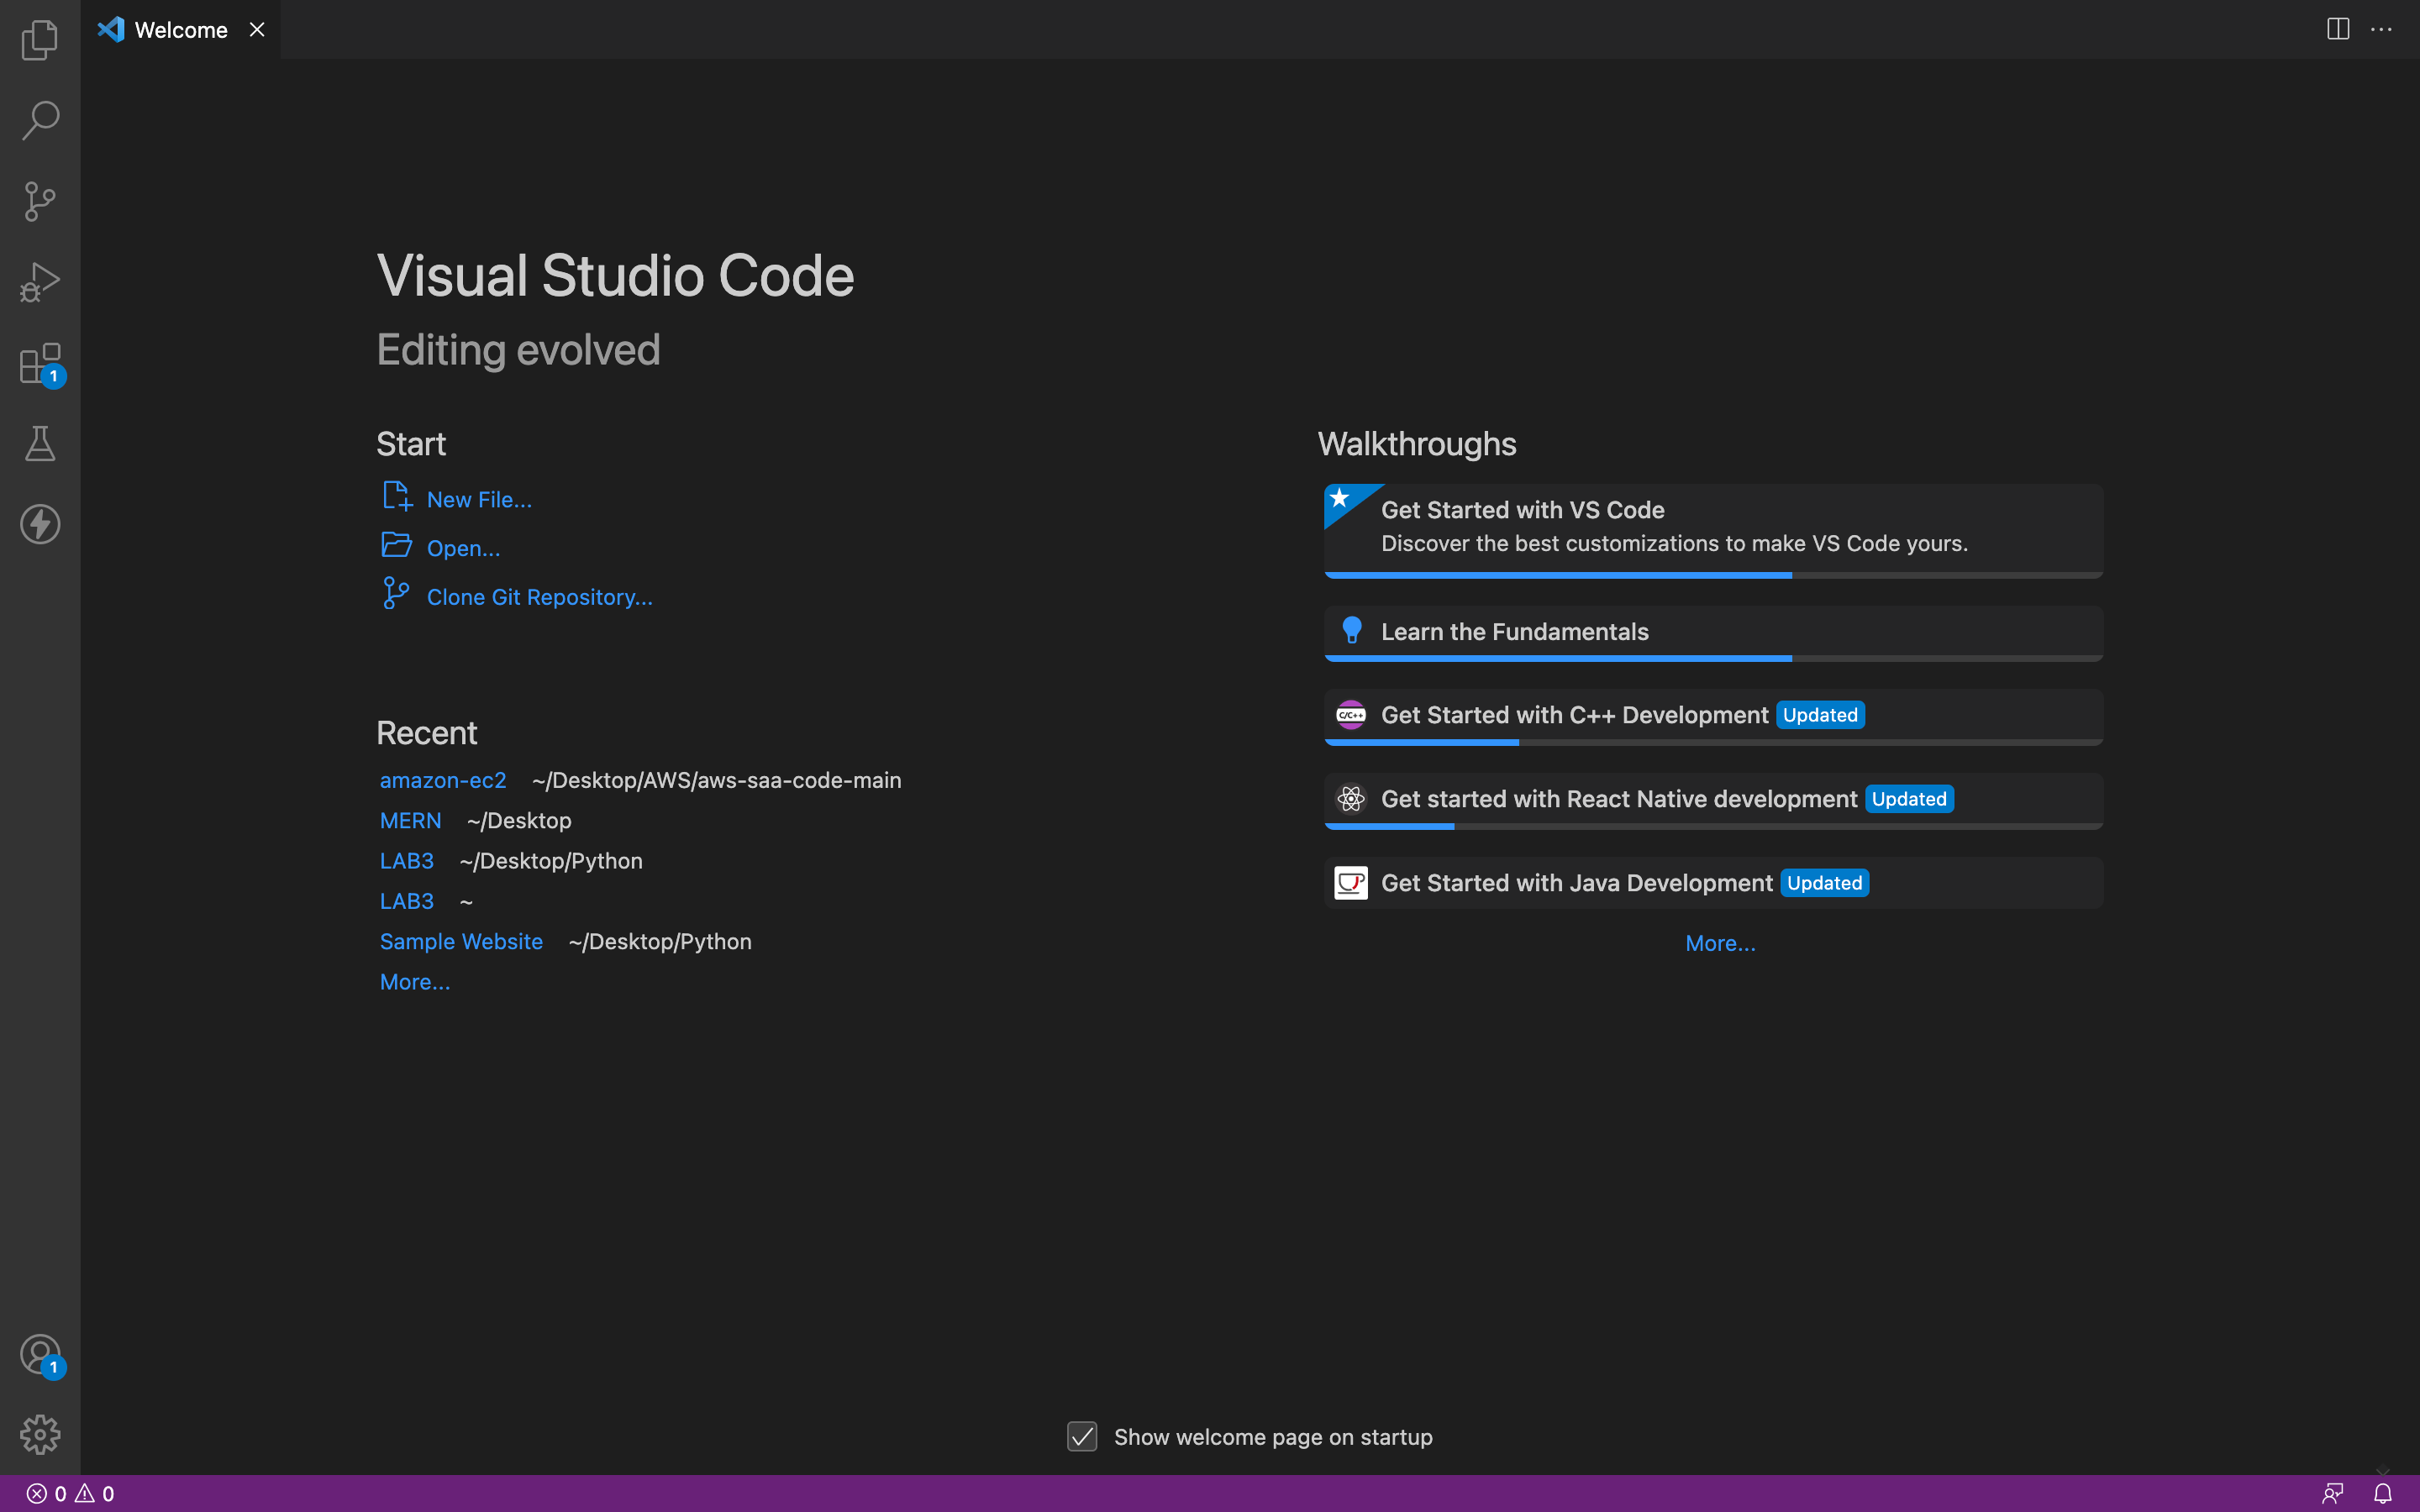 Welcome
Visual Studio Code
Editing evolved
Start
New File...
Open...
Clone Git Repository...
Recent
amazon-ec2 ~/Desktop/AWS/aws-saa-code-main
MERN ~/Desktop
LAB3 ~/Desktop/Python
LAB3 ~
Sample Website ~/Desktop/Python
More...
Walkthroughs
Get Started with VS Code
Discover the best customizations to make VS Code yours.
Learn the Fundamentals
C/C++ Get Started with C++ Development Updated
Get started with React Native development Updated
Get Started with Java Development Updated
More...
1
1
Show welcome page on startup
0 0